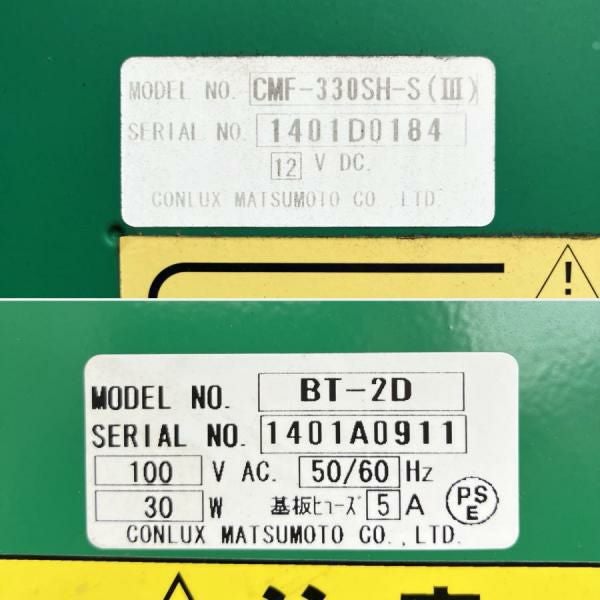 MODEL NO. CMF-330SH-S(III)
SERIAL NO. 1401D0184
12 V DC.
CONLUX MATSUMOTO CO.,LTD.
!
MODEL NO. BT-2D
SERIAL NO. 1401A0911
100 V AC. 50/60 Hz
30 W 基板ヒューズ 5 A
PS
E
CONLUX MATSUMOTO CO.,LTD.